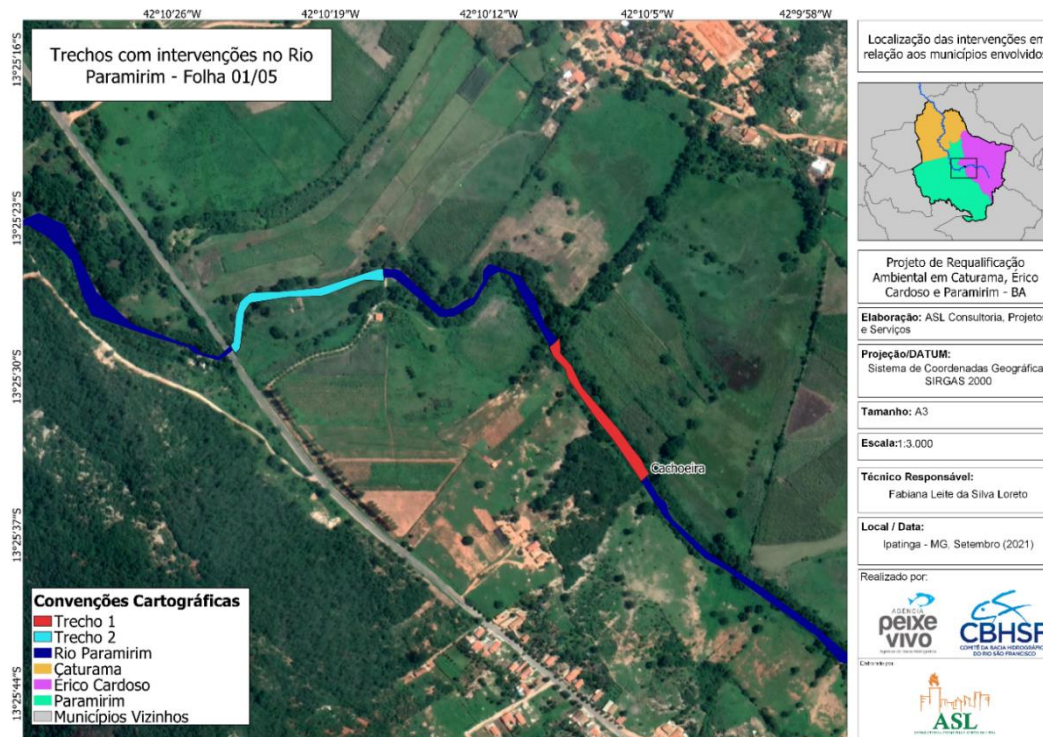 42°10'26"W 42°10'19"W 42°10'12"W 42°10'5"W 42°9'58"W
13°25'16"S
13°25'23"S
13°25'30"S
13°25'37"S
13°25'44"S
Trechos com intervenções no Rio
Paramirim - Folha 01/05
Cachoeira
Convenções Cartográficas
Trecho 1
Trecho 2
Rio Paramirim
Caturama
Érico Cardoso
Paramirim
Municípios Vizinhos
Localização das intervenções em
relação aos municípios envolvidos
Projeto de Requalificação
Ambiental em Caturama, Érico
Cardoso e Paramirim - BA
Elaboração: ASL Consultoria, Projetos
e Serviços
Projeção/DATUM:
Sistema de Coordenadas Geográfica
SIRGAS 2000
Tamanho: A3
Escala:1:3.000
Técnico Responsável:
Fabiana Leite da Silva Loreto
Local / Data:
Ipatinga - MG, Setembro (2021)
Realizado por:
AGÊNCIA
peixe
vivo
CBHSF
COMITÊ DA BACIA HIDROGRÁFICA
DO RIO SÃO FRANCISCO
Elaborado por
ASL